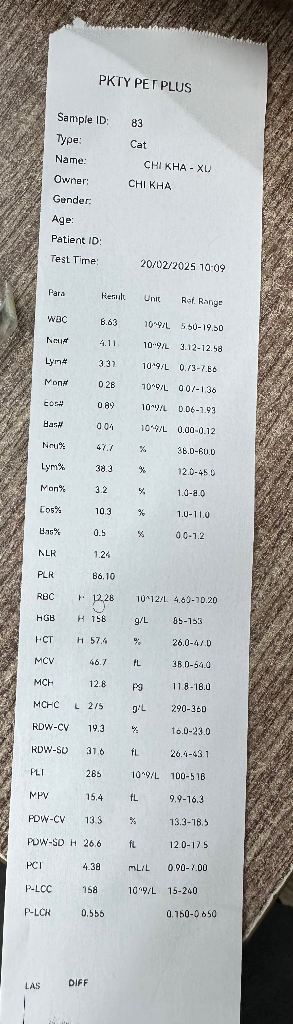 PKTY PET PLUS
Sample ID: 83
Type: Cat
Name: CHI KHA - XU
Owner: CHI KHA
Gender:
Age:
Patient ID:
Test Time: 20/02/2025 10:09
Para Result Unit Ref. Range
WBC 8.63 10^9/L 5.50-19.50
Neu# 4.11 10^9/L 3.12-12.58
Lym# 3.31 10^9/L 0.73-7.86
Mon# 0.28 10^9/L 0.07-1.36
Eos# 0.89 10^9/L 0.06-1.93
Bas# 0.04 10^9/L 0.00-0.12
Neu% 47.7 % 38.0-80.0
Lym% 38.3 % 12.0-45.0
Mon% 3.2 % 1.0-8.0
Eos% 10.3 % 1.0-11.0
Bas% 0.5 % 0.0-1.2
NLR 1.24
PLR 86.10
RBC H 12.28 10^12/L 4.60-10.20
HGB H 158 g/L 85-153
HCT H 57.4 % 26.0-47.0
MCV 46.7 fL 38.0-54.0
MCH 12.8 pg 11.8-18.0
MCHC L 275 g/L 290-360
RDW-CV 19.3 % 16.0-23.0
RDW-SD 31.6 fL 26.4-43.1
PLT 285 10^9/L 100-518
MPV 15.4 fL 9.9-16.3
PDW-CV 13.3 % 13.3-18.5
PDW-SD H 26.6 fL 12.0-17.5
PCT 4.38 mL/L 0.90-7.00
P-LCC 158 10^9/L 15-240
P-LCR 0.555 0.160-0.650
LAS DIFF